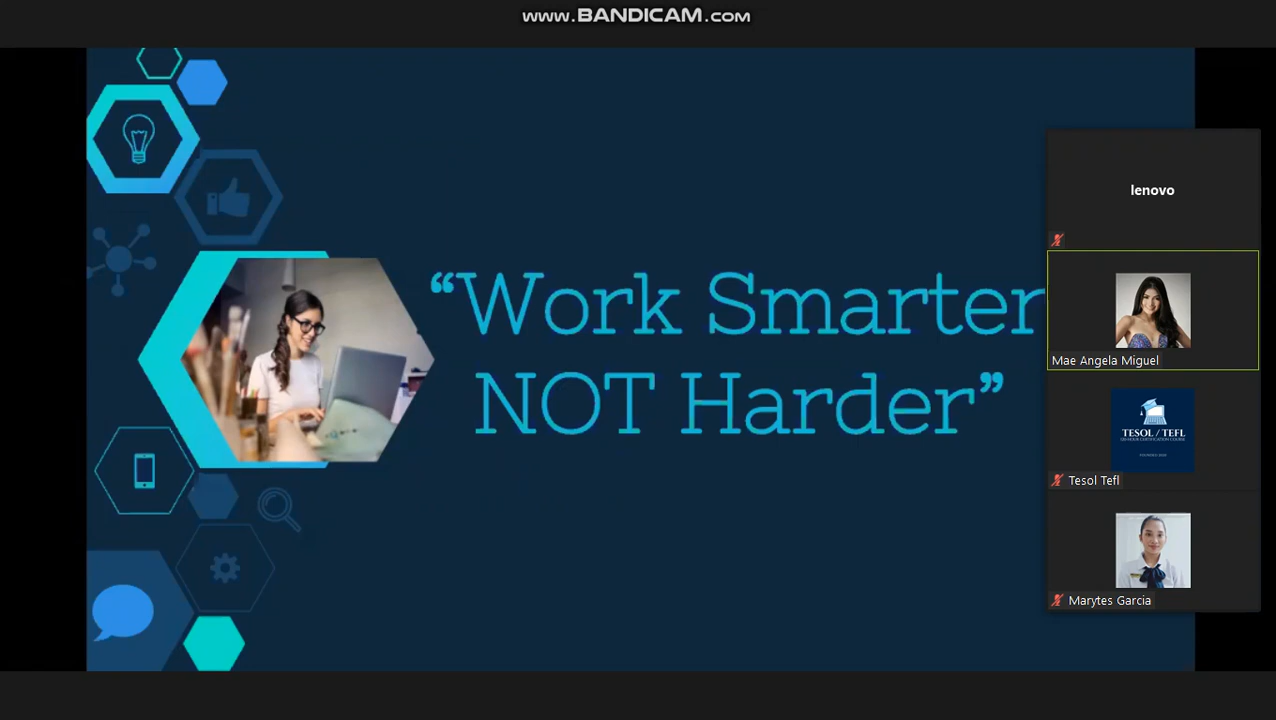 www.BANDICAM.com
lenovo
“Work Smarter
NOT Harder”
Mae Angela Miguel
TESOL / TEFL
Tesol Tefl
Marytes Garcia